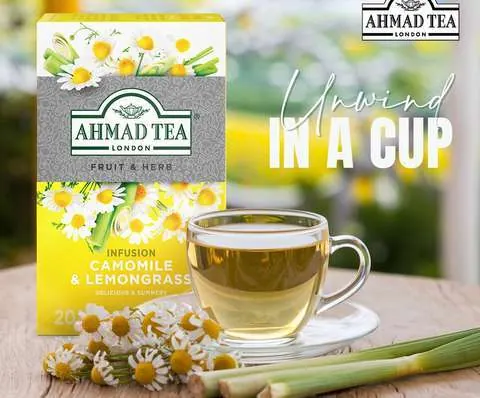 AHMAD TEA
LONDON
Unwind
IN A CUP
AHMAD TEA
LONDON
FRUIT & HERB
INFUSION
CAMOMILE
& LEMONGRASS
DELICIOUS & SUMMERY
20